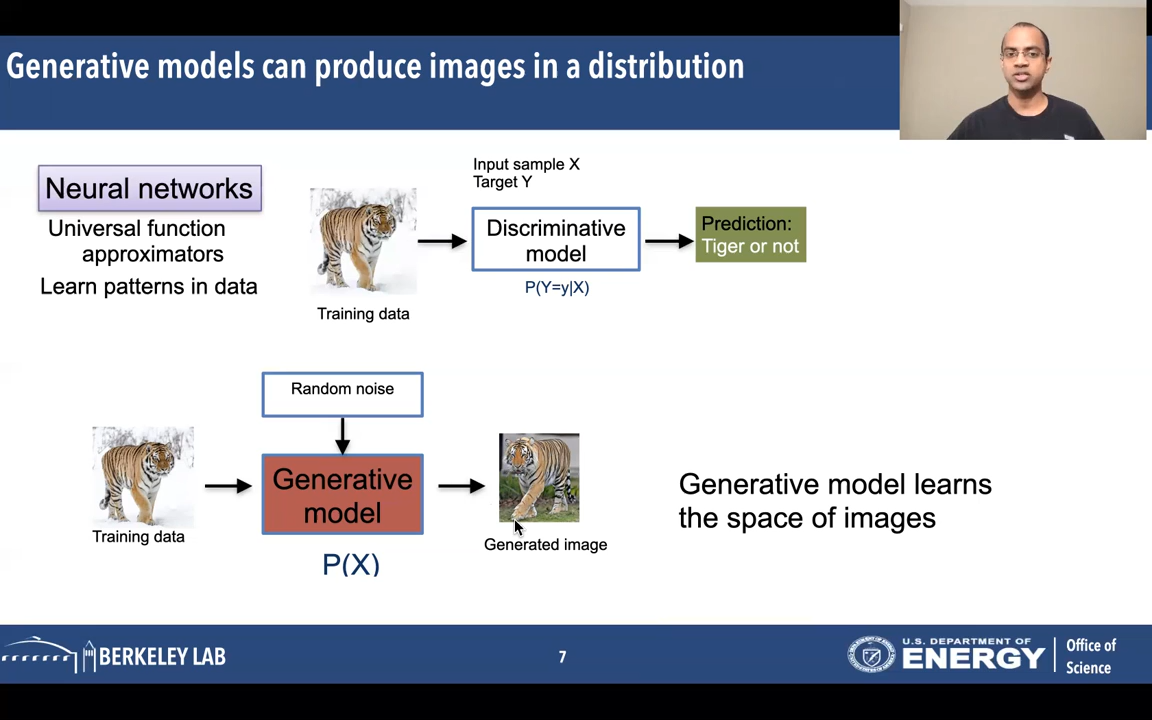 Generative models can produce images in a distribution
Neural networks
Universal function
approximators
Learn patterns in data
Training data
Input sample X
Target Y
Discriminative
model
P(Y=y|X)
Prediction:
Tiger or not
Random noise
Training data
Generative
model
P(X)
Generated image
Generative model learns
the space of images
BERKELEY LAB
7
U.S. DEPARTMENT OF
ENERGY
Office of
Science